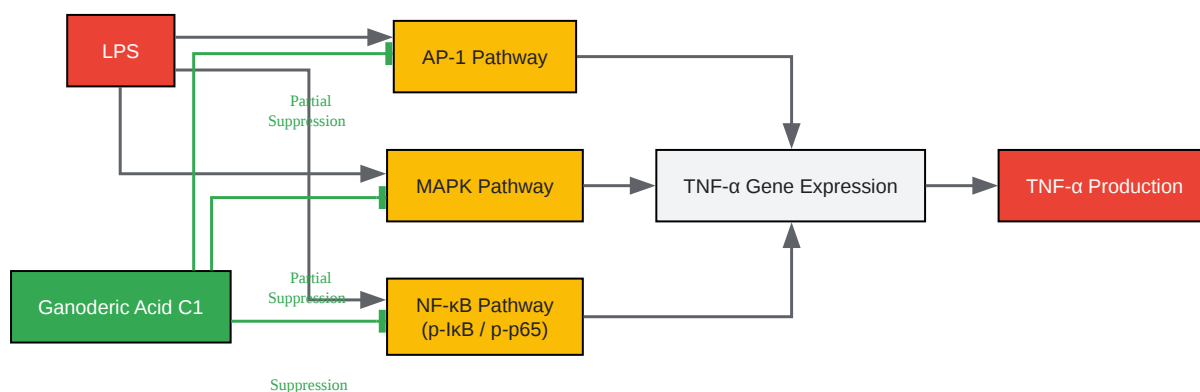 LPS
AP-1 Pathway
Partial
Suppression
MAPK Pathway
TNF-α Gene Expression
TNF-α Production
Ganoderic Acid C1
Partial
Suppression
NF-κB Pathway
(p-IκB / p-p65)
Suppression